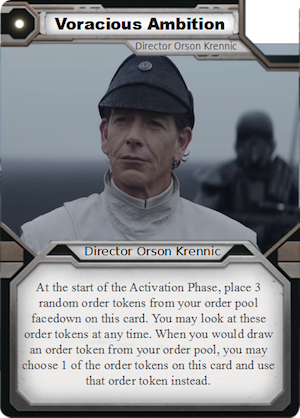 Voracious Ambition
Director Orson Krennic
Director Orson Krennic
At the start of the Activation Phase, place 3
random order tokens from your order pool
facedown on this card. You may look at these
order tokens at any time. When you would draw
an order token from your order pool, you may
choose 1 of the order tokens on this card and use
that order token instead.